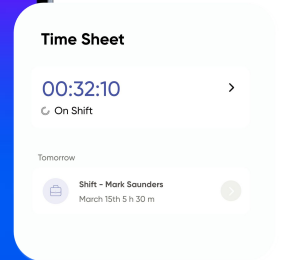 Time Sheet
00:32:10
On Shift
Tomorrow
Shift - Mark Saunders
March 15th 5 h 30 m